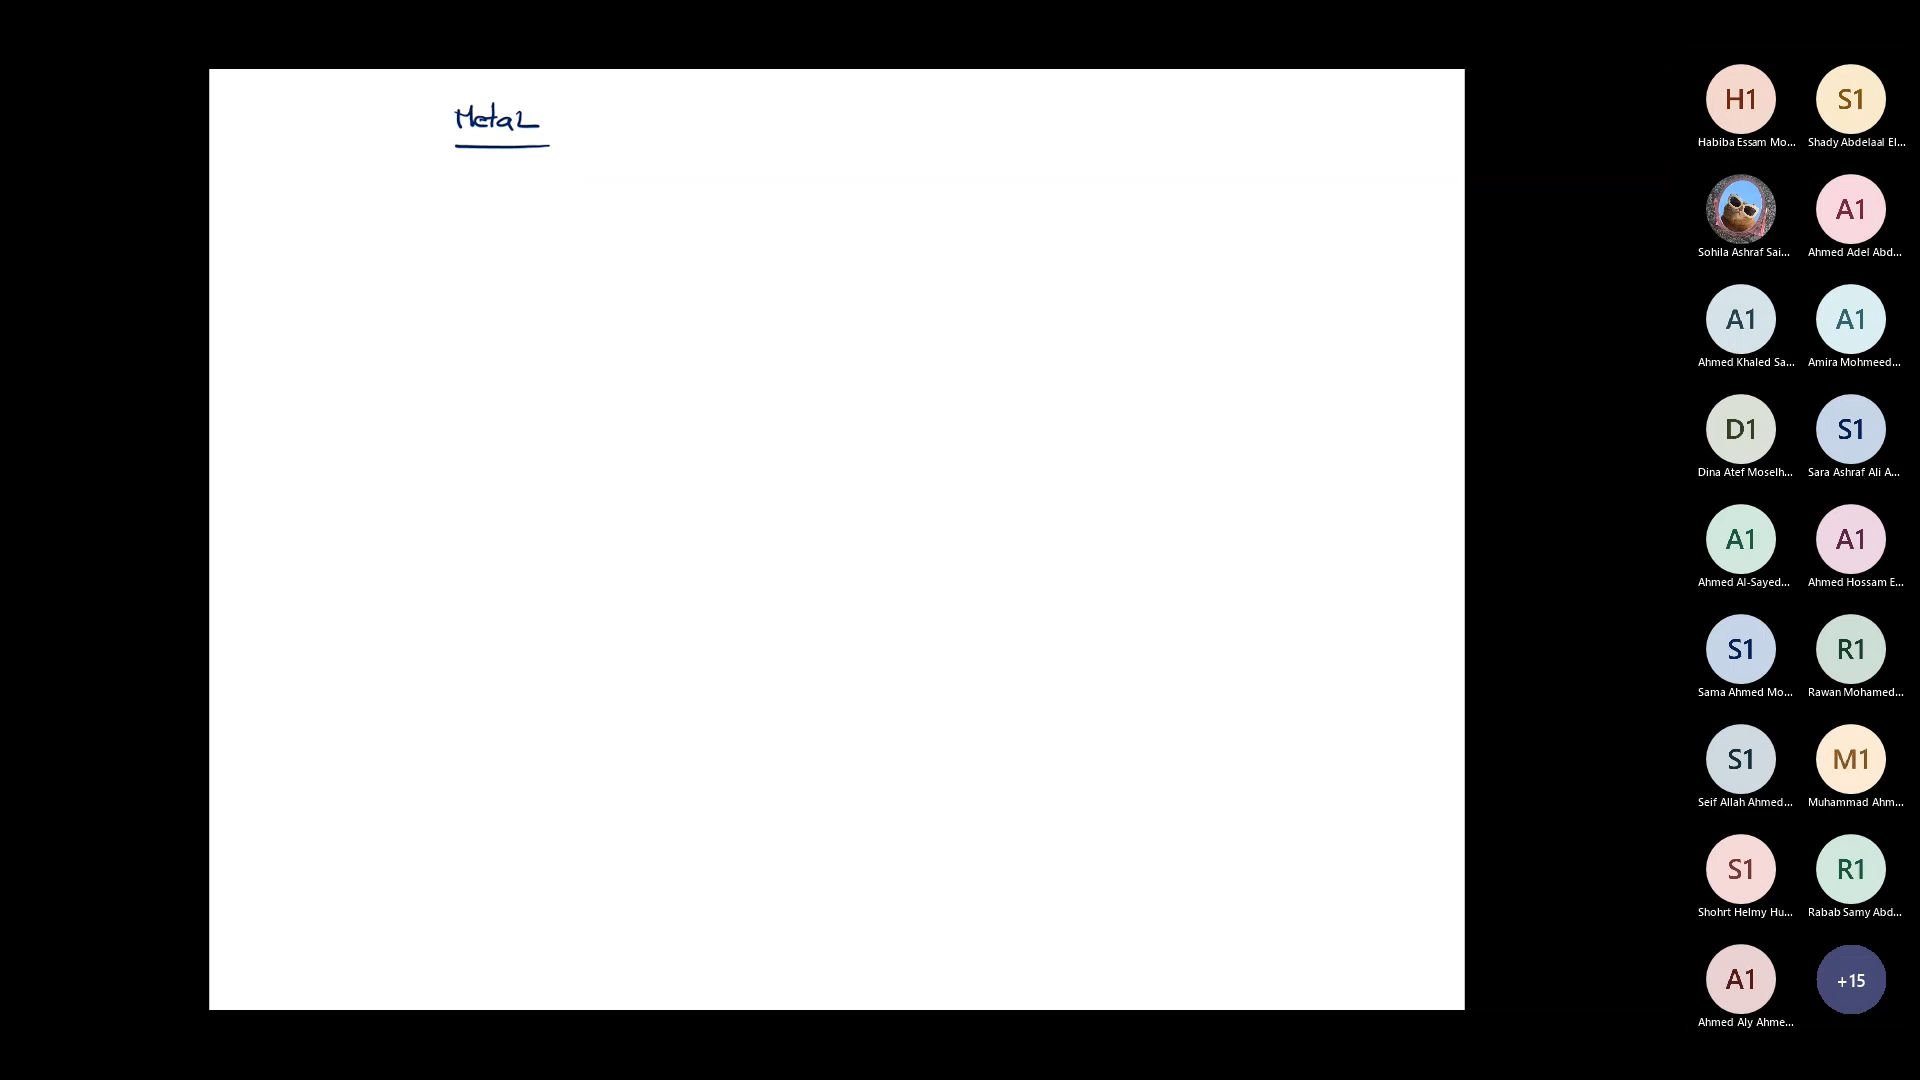 Metal
H1
S1
Habiba Essam Mo...
Shady Abdelaal El...
A1
Sohila Ashraf Sai...
Ahmed Adel Abd...
A1
A1
Ahmed Khaled Sa...
Amira Mohmeed...
D1
S1
Dina Atef Moselh...
Sara Ashraf Ali A...
A1
A1
Ahmed Al-Sayed...
Ahmed Hossam E...
S1
R1
Sama Ahmed Mo...
Rawan Mohamed...
S1
M1
Seif Allah Ahmed...
Muhammad Ahm...
S1
R1
Shohrt Helmy Hu...
Rabab Samy Abd...
A1
+15
Ahmed Aly Ahme...